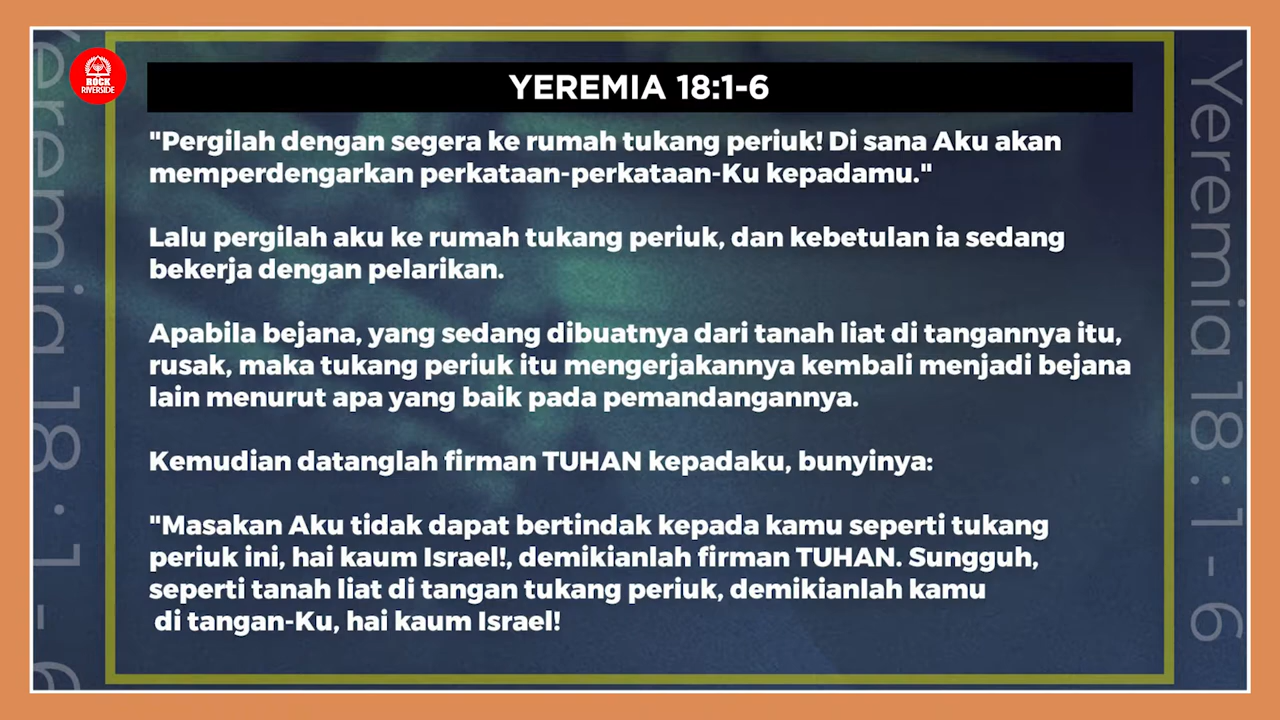 ROCK
RIVERSIDE
YEREMIA 18:1-6
"Pergilah dengan segera ke rumah tukang periuk! Di sana Aku akan
memperdengarkan perkataan-perkataan-Ku kepadamu."
Lalu pergilah aku ke rumah tukang periuk, dan kebetulan ia sedang
bekerja dengan pelarikan.
Apabila bejana, yang sedang dibuatnya dari tanah liat di tangannya itu,
rusak, maka tukang periuk itu mengerjakannya kembali menjadi bejana
lain menurut apa yang baik pada pemandangannya.
Kemudian datanglah firman TUHAN kepadaku, bunyinya:
"Masakan Aku tidak dapat bertindak kepada kamu seperti tukang
periuk ini, hai kaum Israel!, demikianlah firman TUHAN. Sungguh,
seperti tanah liat di tangan tukang periuk, demikianlah kamu
di tangan-Ku, hai kaum Israel!
Yeremia 18:1-6
Yeremia 18:1-6